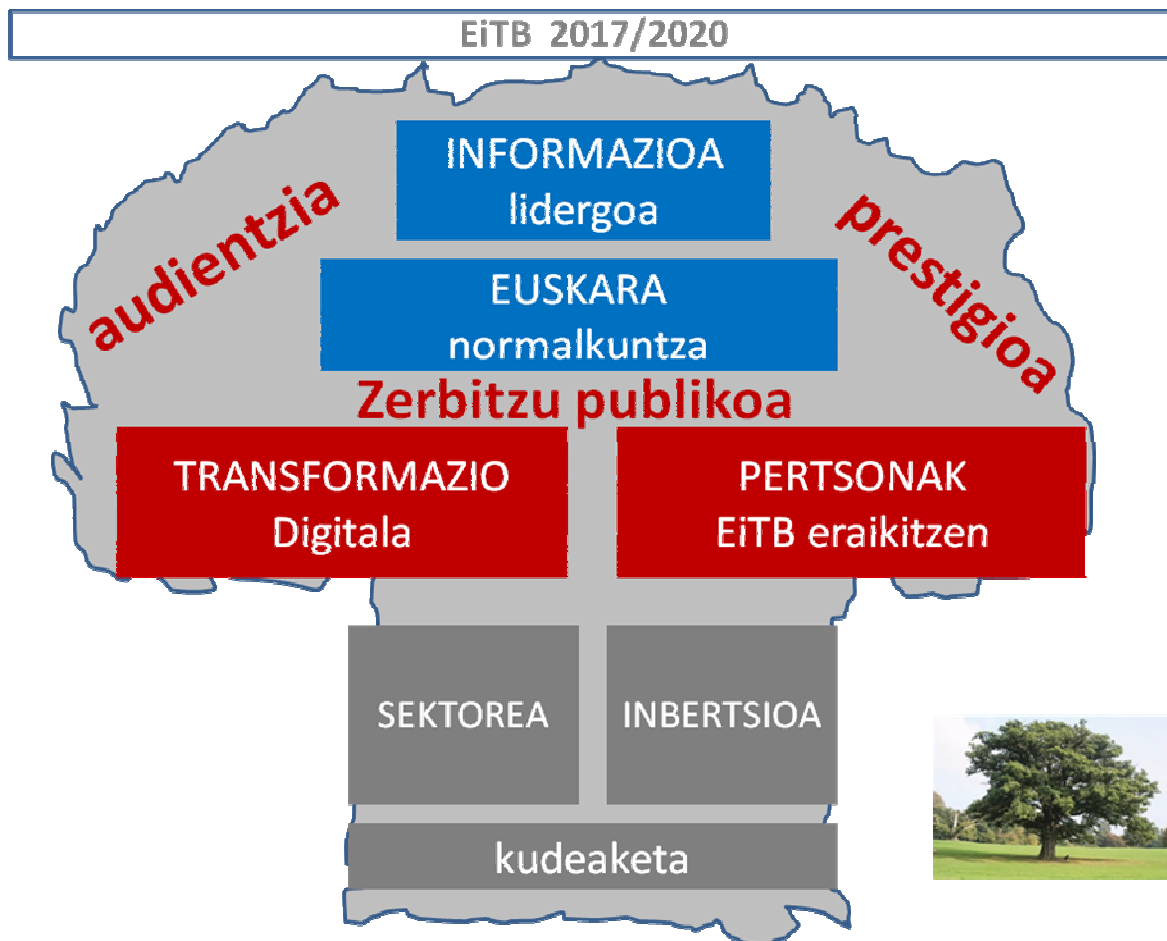 EiTB 2017/2020
INFORMAZIOA
lidergoa
audientzia
prestigioa
EUSKARA
normalkuntza
Zerbitzu publikoa
TRANSFORMAZIO
Digitala
PERTSONAK
EiTB eraikitzen
SEKTOREA
INBERTSIOA
kudeaketa